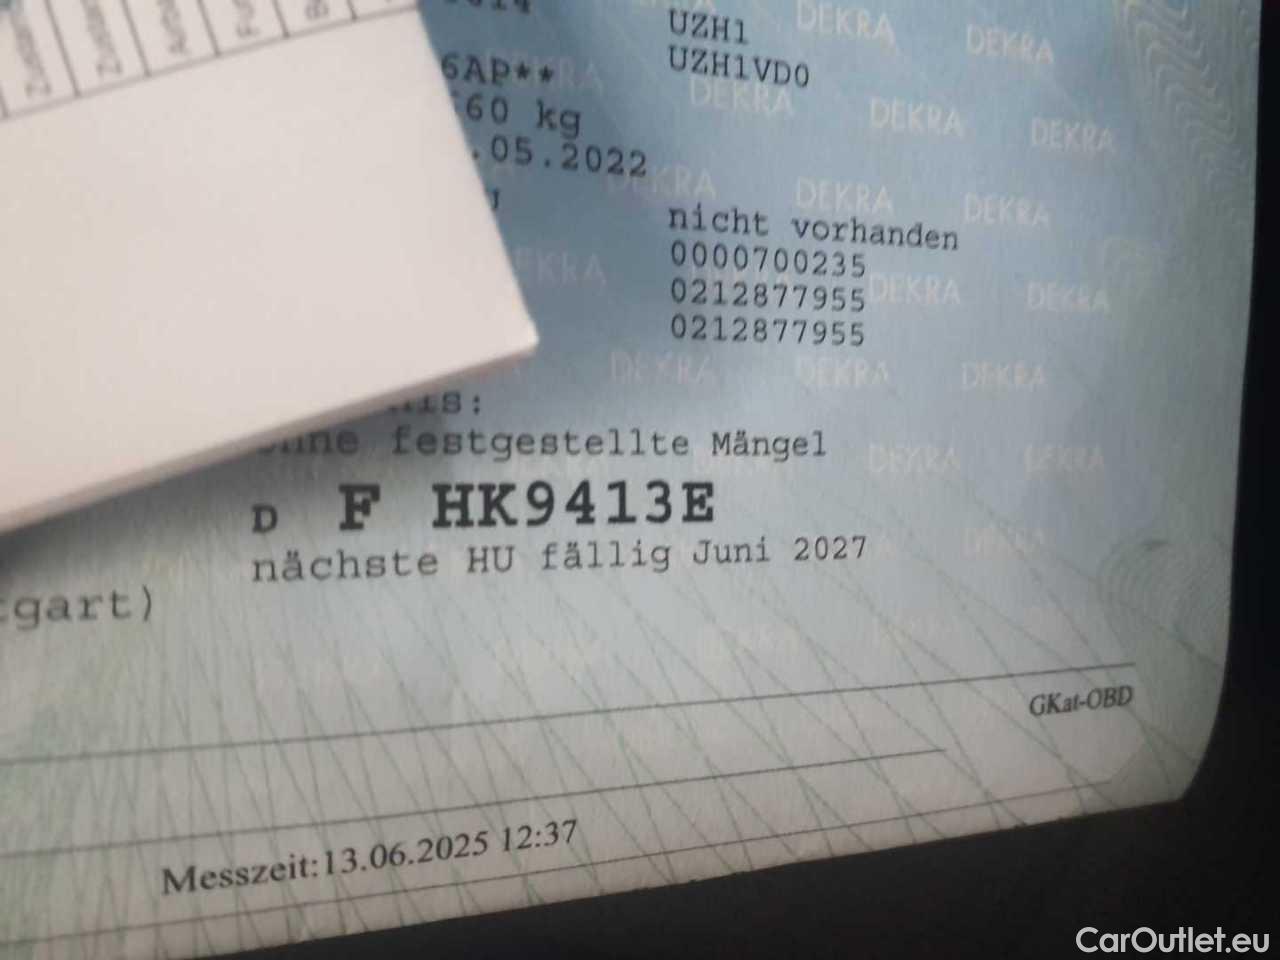 UZH1
6AP** UZH1VD0
60 kg
.05.2022
nicht vorhanden
0000700235
0212877955
0212877955
festgestellte Mängel
D F HK9413E
nächste HU fällig Juni 2027
tgart)
GKat-OBD
Messzeit:13.06.2025 12:37
CarOutlet.eu